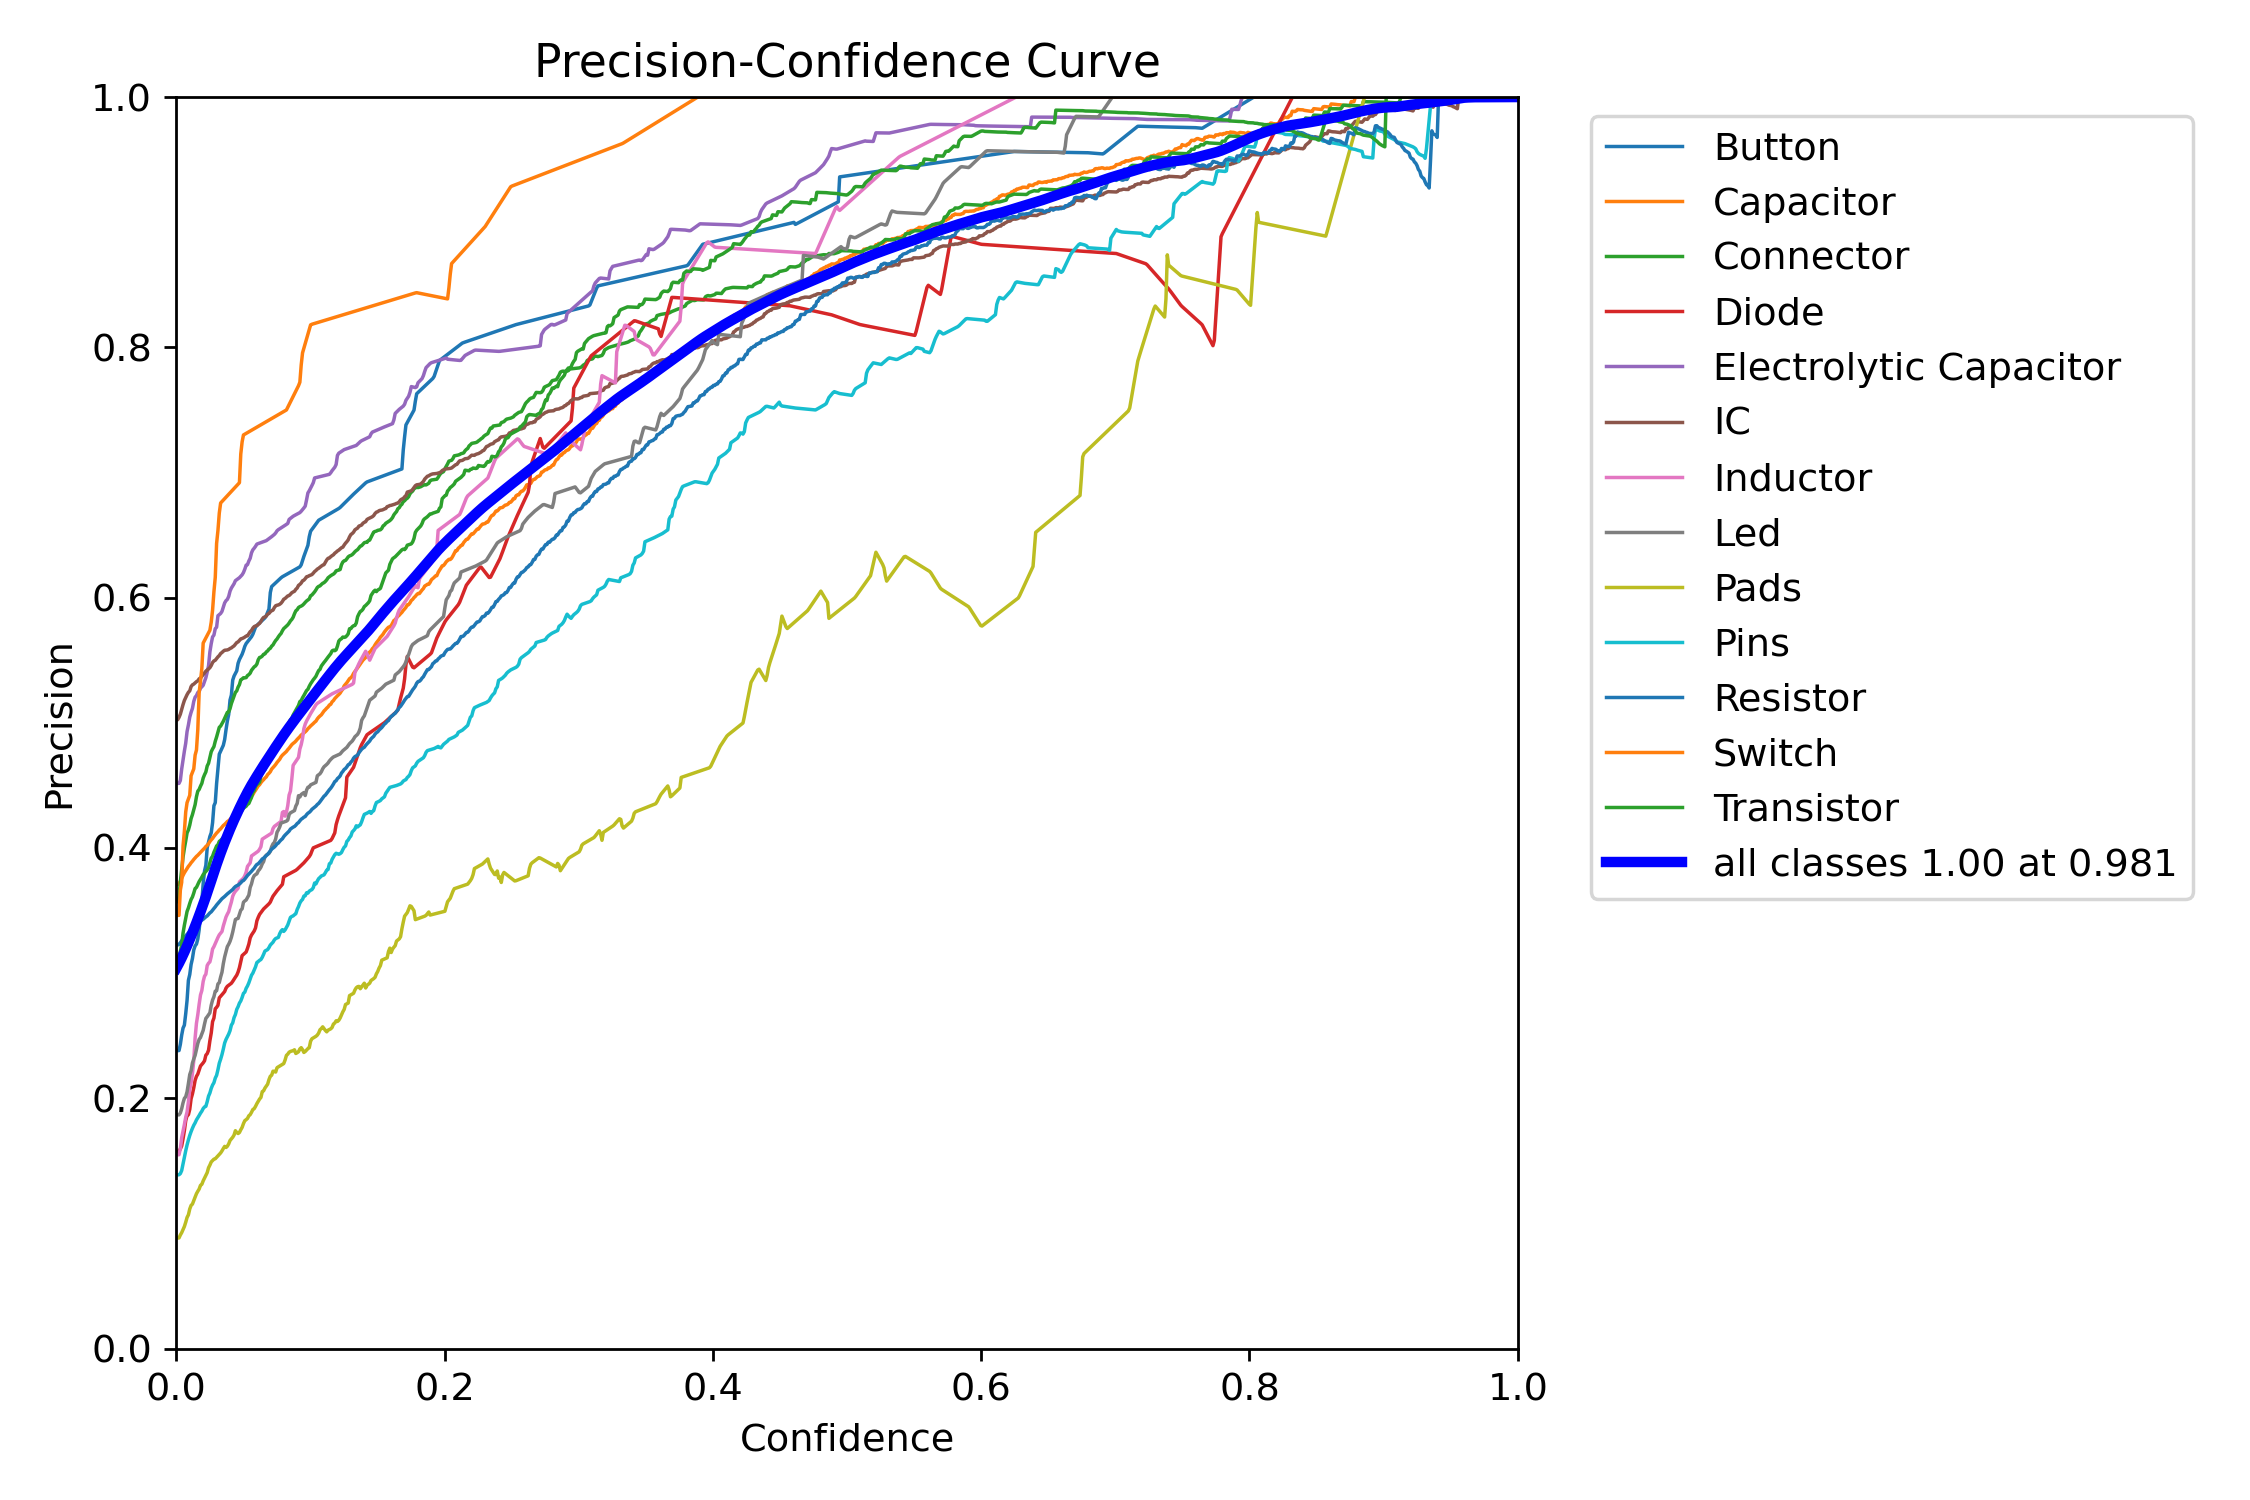 Precision-Confidence Curve
1.0
0.8
0.6
0.4
0.2
0.0
Precision
0.0 0.2 0.4 0.6 0.8 1.0
Confidence
Button
Capacitor
Connector
Diode
Electrolytic Capacitor
IC
Inductor
Led
Pads
Pins
Resistor
Switch
Transistor
all classes 1.00 at 0.981